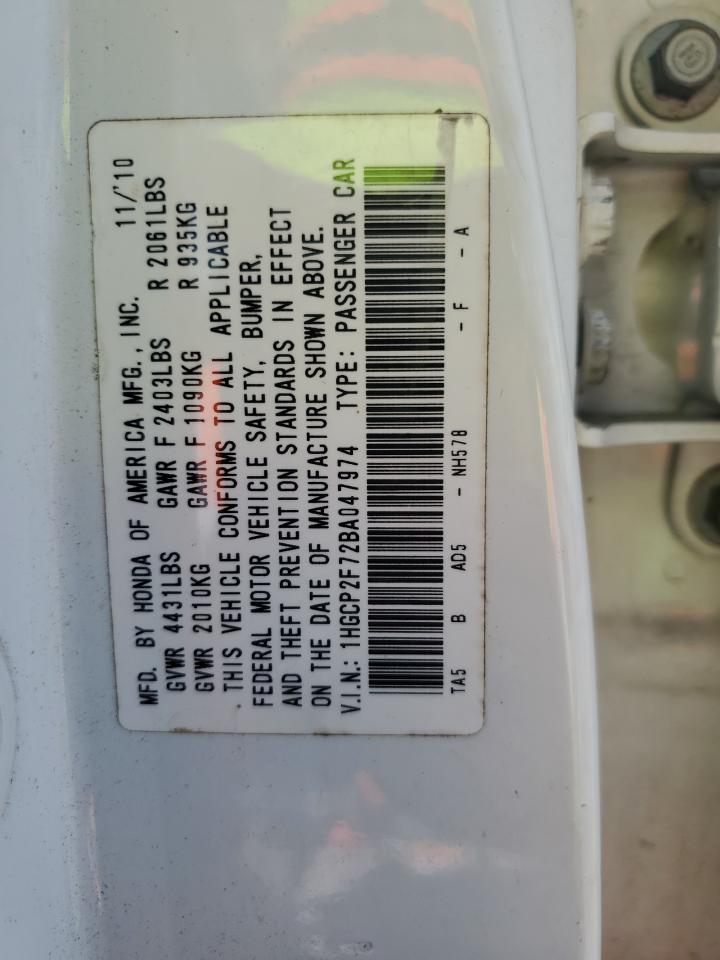 MFD. BY HONDA OF AMERICA MFG., INC. 11/'10
GVWR 4431LBS GAWR F 2403LBS R 2061LBS
GVWR 2010KG GAWR F 1090KG R 935KG
THIS VEHICLE CONFORMS TO ALL APPLICABLE
FEDERAL MOTOR VEHICLE SAFETY, BUMPER,
AND THEFT PREVENTION STANDARDS IN EFFECT
ON THE DATE OF MANUFACTURE SHOWN ABOVE.
V.I.N.: 1HGCP2F72BA047974 TYPE: PASSENGER CAR
TA5 B AD5 - NH578 - F - A